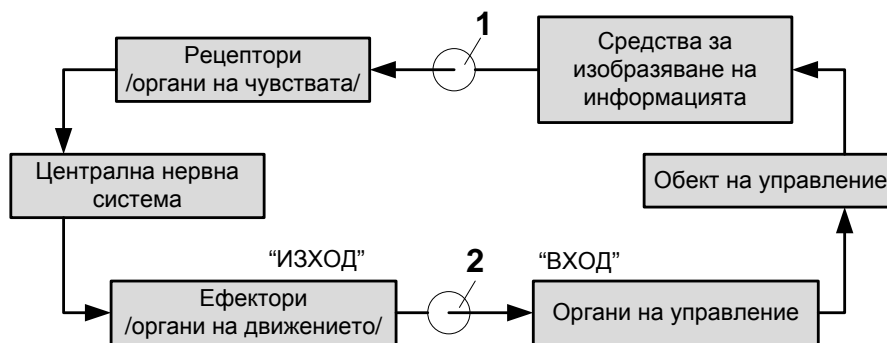 1
Рецептори
/органи на чувствата/
Средства за
изобразяване на
информацията
Централна нервна
система
Обект на управление
“ИЗХОД”
2
“ВХОД”
Ефектори
/органи на движението/
Органи на управление